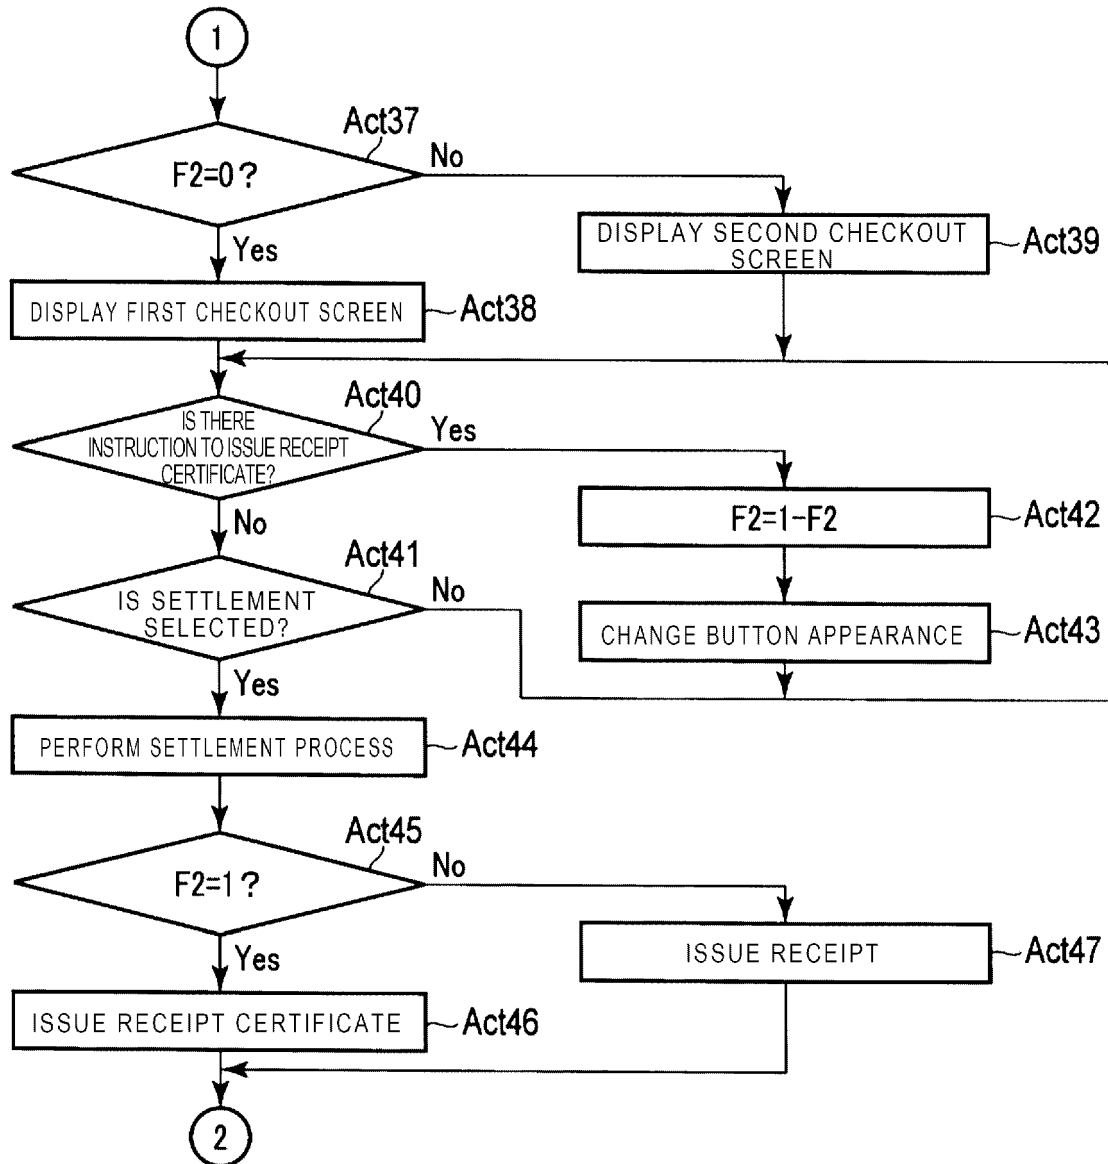 1
Act37
F2=0?
No
Yes
DISPLAY SECOND CHECKOUT
SCREEN
Act39
DISPLAY FIRST CHECKOUT SCREEN
Act38
Act40
IS THERE
INSTRUCTION TO ISSUE RECEIPT
CERTIFICATE?
Yes
No
F2=1-F2
Act42
Act41
IS SETTLEMENT
SELECTED?
No
Yes
CHANGE BUTTON APPEARANCE
Act43
PERFORM SETTLEMENT PROCESS
Act44
Act45
F2=1?
No
Yes
ISSUE RECEIPT
Act47
ISSUE RECEIPT CERTIFICATE
Act46
2